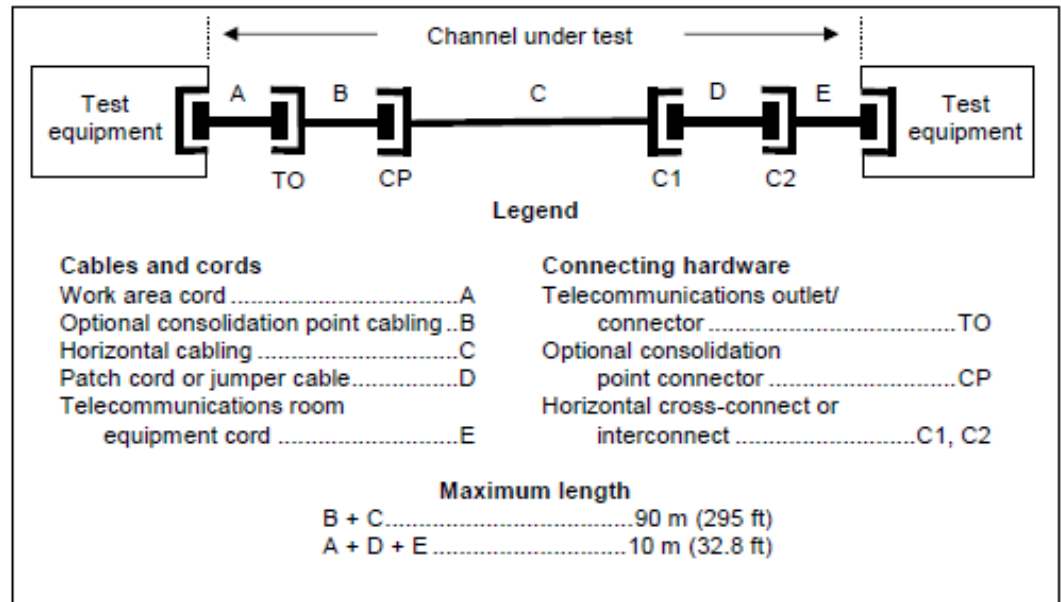 Channel under test
Test equipment
A B C D E
Test equipment
TO CP C1 C2
Legend
Cables and cords
Work area cord ..................................A
Optional consolidation point cabling ..B
Horizontal cabling ..............................C
Patch cord or jumper cable................D
Telecommunications room
equipment cord ............................E
Connecting hardware
Telecommunications outlet/
connector .....................................TO
Optional consolidation
point connector ............................CP
Horizontal cross-connect or
interconnect ...........................C1, C2
Maximum length
B + C.....................................90 m (295 ft)
A + D + E ............................10 m (32.8 ft)